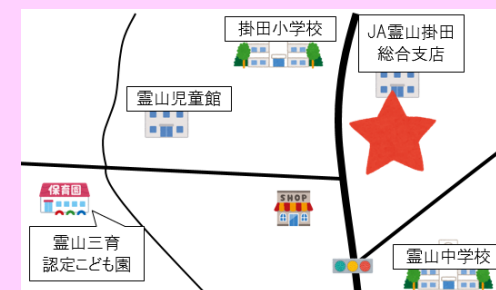 掛田小学校
JA霊山掛田
総合支店
霊山児童館
保育園
SHOP
霊山三育
認定こども園
霊山中学校